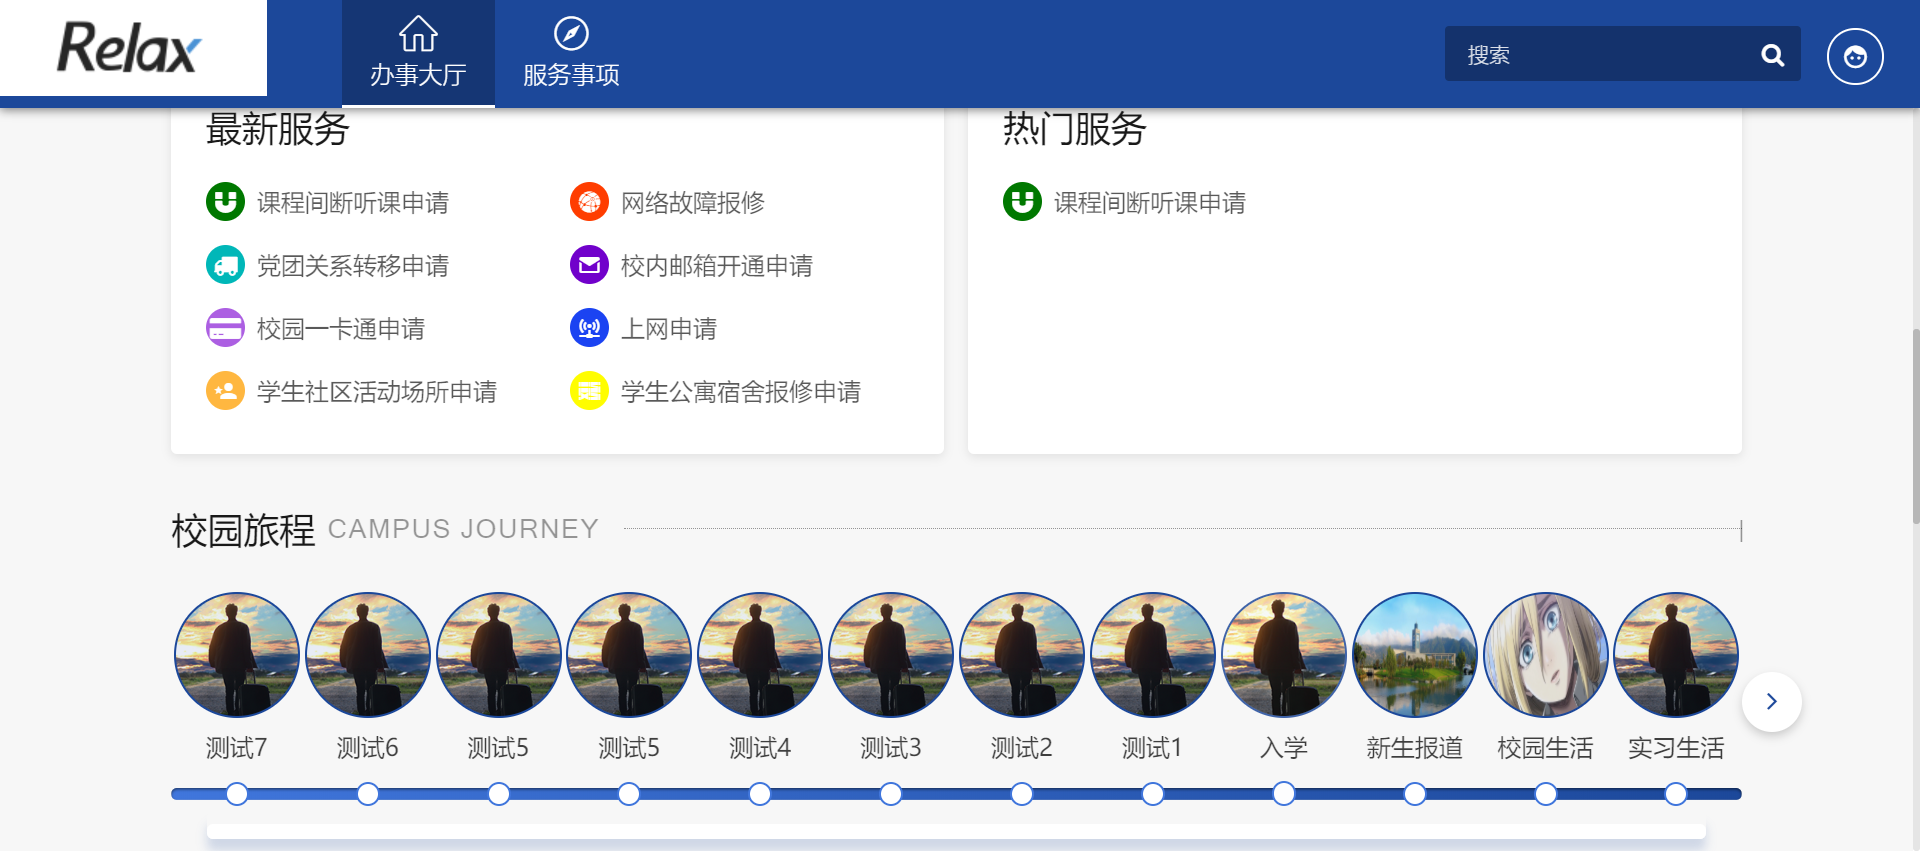 Relax
办事大厅
服务事项
搜索
最新服务
课程间断听课申请
网络故障报修
党团关系转移申请
校内邮箱开通申请
校园一卡通申请
上网申请
学生社区活动场所申请
学生公寓宿舍报修申请
热门服务
课程间断听课申请
校园旅程 CAMPUS JOURNEY
测试7
测试6
测试5
测试5
测试4
测试3
测试2
测试1
入学
新生报道
校园生活
实习生活